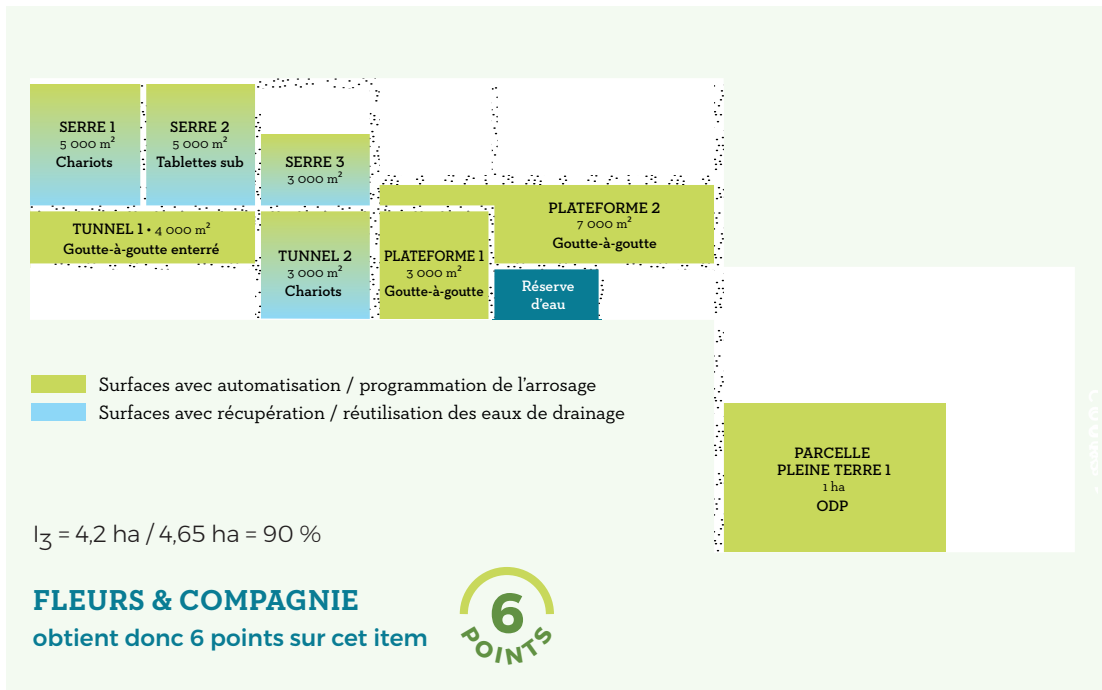 SERRE 1
5 000 m²
Chariots
SERRE 2
5 000 m²
Tablettes sub
SERRE 3
3 000 m²
TUNNEL 1 • 4 000 m²
Goutte-à-goutte enterré
TUNNEL 2
3 000 m²
Chariots
PLATEFORME 1
3 000 m²
Goutte-à-goutte
PLATEFORME 2
7 000 m²
Goutte-à-goutte
Réserve
d'eau
Surfaces avec automatisation / programmation de l'arrosage
Surfaces avec récupération / réutilisation des eaux de drainage
PARCELLE
PLEINE TERRE 1
1 ha
ODP
I3 = 4,2 ha / 4,65 ha = 90 %
FLEURS & COMPAGNIE
obtient donc 6 points sur cet item
6
POINTS